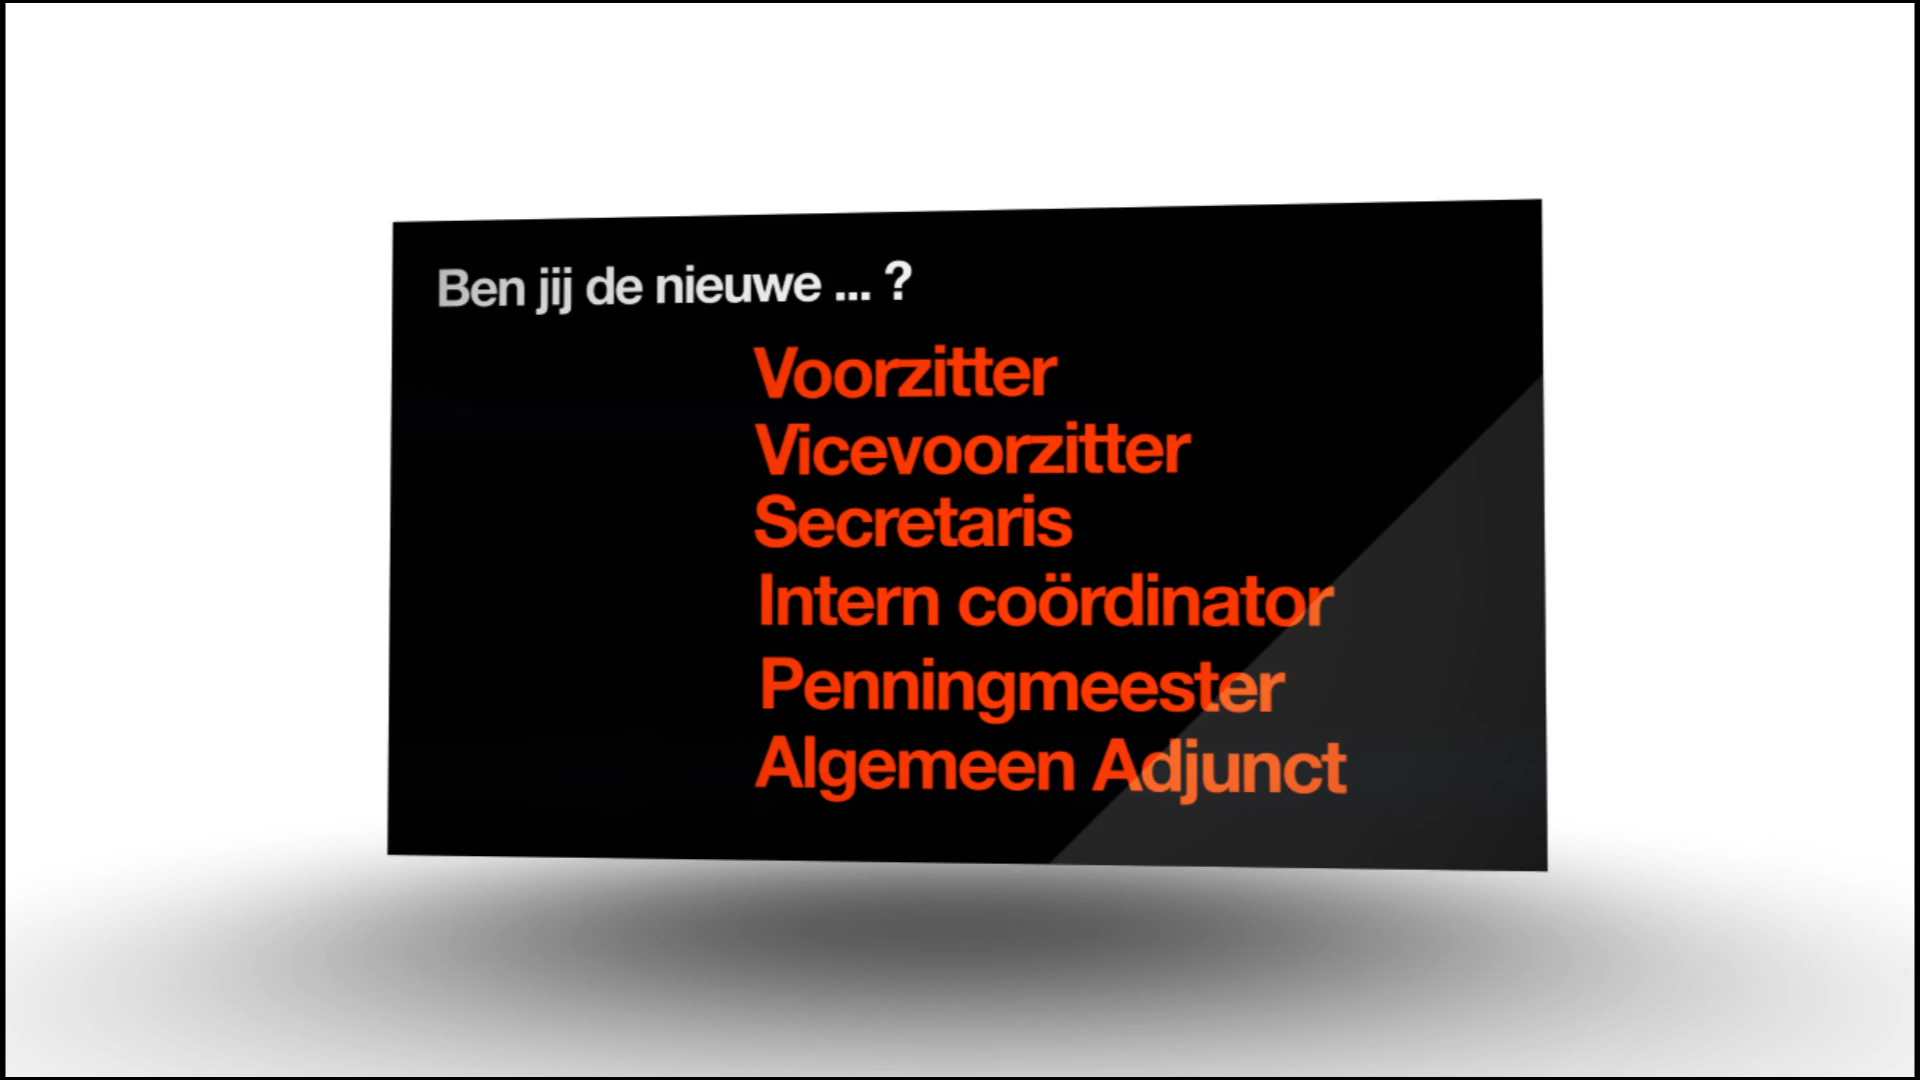 Ben jij de nieuwe ... ?
Voorzitter
Vicevoorzitter
Secretaris
Intern coördinator
Penningmeester
Algemeen Adjunct